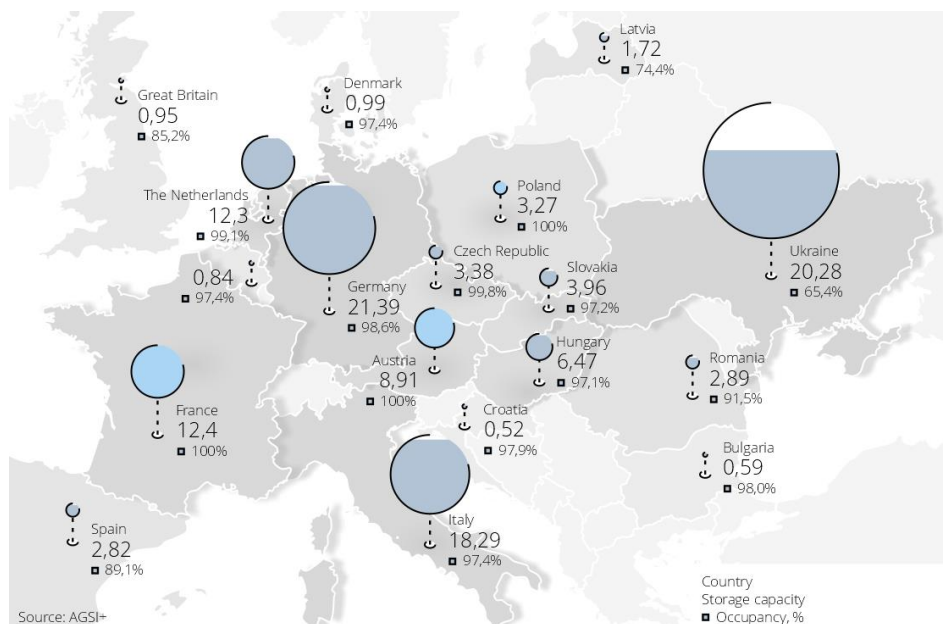 Latvia
1,72
74,4%
Great Britain
0,95
85,2%
Denmark
0,99
97,4%
The Netherlands
12,3
99,1%
Poland
3,27
100%
Ukraine
20,28
65,4%
0,84
97,4%
Germany
21,39
98,6%
Czech Republic
3,38
99,8%
Slovakia
3,96
97,2%
Austria
8,91
100%
Hungary
6,47
97,1%
Romania
2,89
91,5%
France
12,4
100%
Croatia
0,52
97,9%
Bulgaria
0,59
98,0%
Spain
2,82
89,1%
Italy
18,29
97,4%
Country
Storage capacity
Occupancy, %
Source: AGSI+